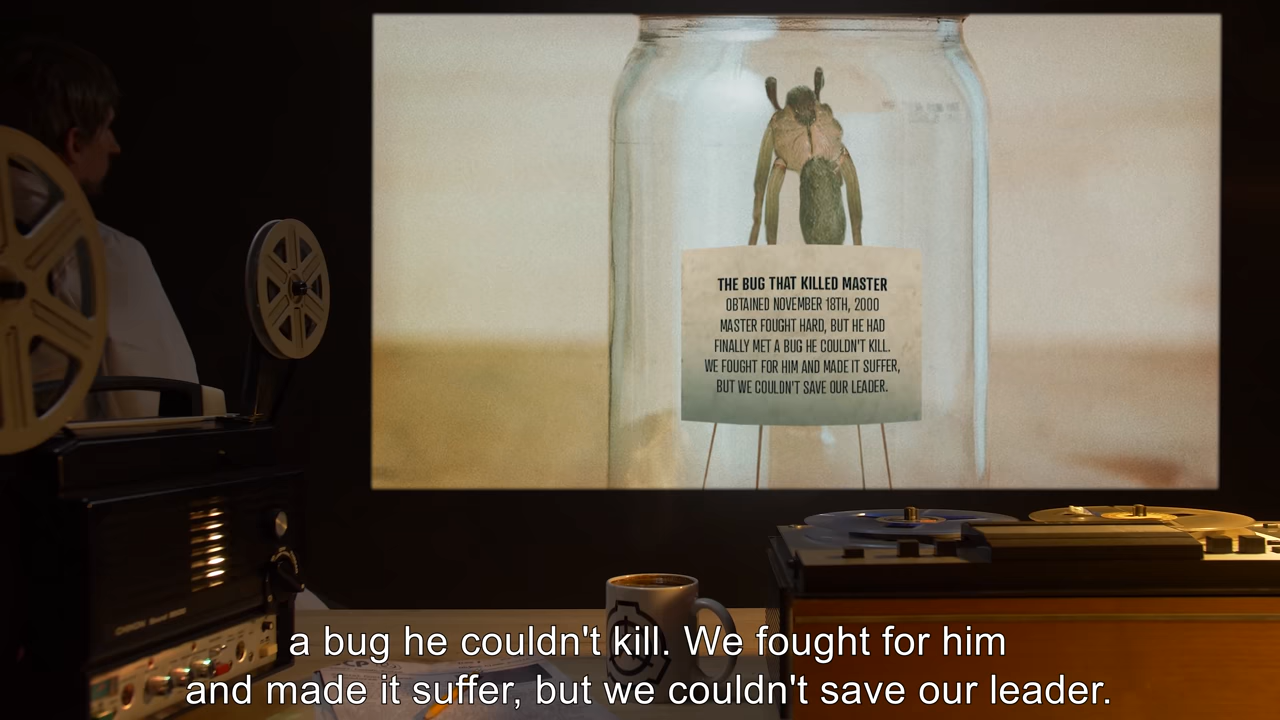 THE BUG THAT KILLED MASTER
OBTAINED NOVEMBER 18TH, 2000
MASTER FOUGHT HARD, BUT HE HAD
FINALLY MET A BUG HE COULDN'T KILL.
WE FOUGHT FOR HIM AND MADE IT SUFFER,
BUT WE COULDN'T SAVE OUR LEADER.
a bug he couldn't kill. We fought for him
and made it suffer, but we couldn't save our leader.